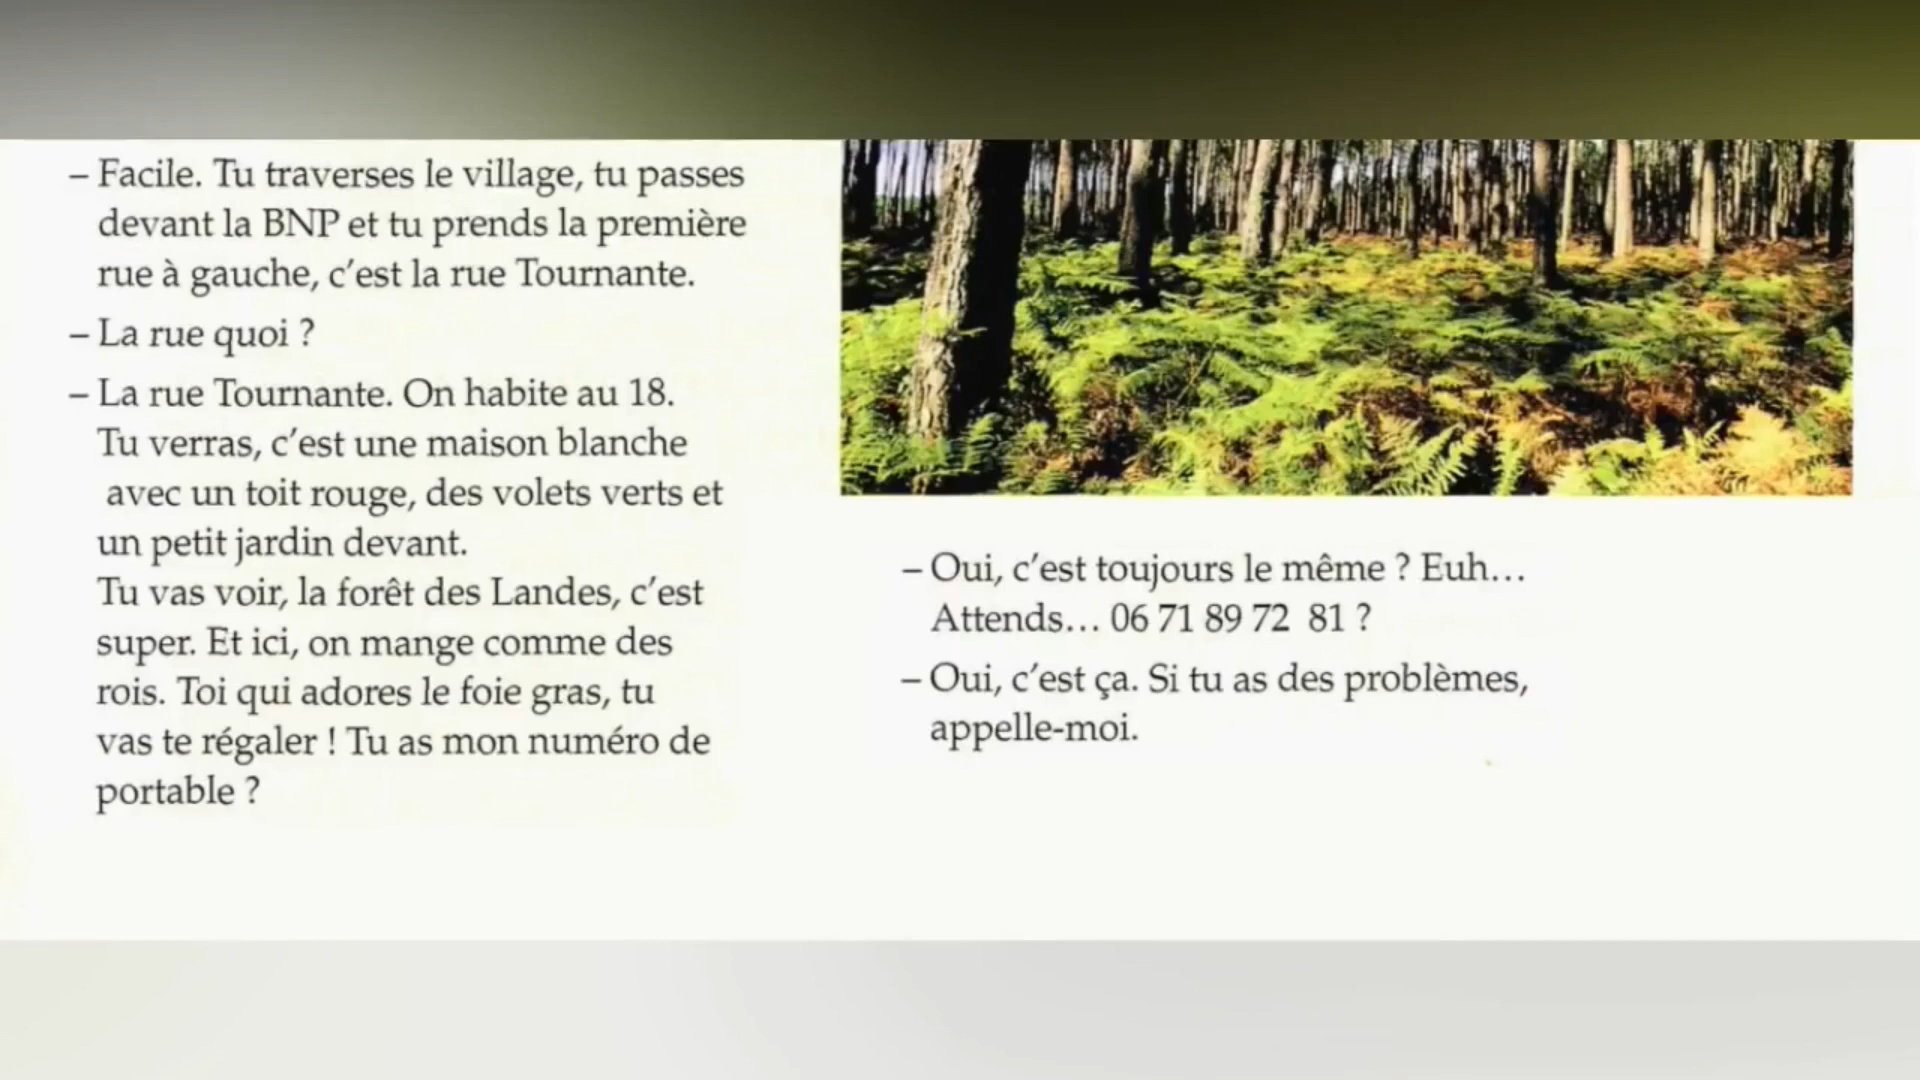 – Facile. Tu traverses le village, tu passes
devant la BNP et tu prends la première
rue à gauche, c'est la rue Tournante.
– La rue quoi ?
– La rue Tournante. On habite au 18.
Tu verras, c'est une maison blanche
avec un toit rouge, des volets verts et
un petit jardin devant.
Tu vas voir, la forêt des Landes, c'est
super. Et ici, on mange comme des
rois. Toi qui adores le foie gras, tu
vas te régaler ! Tu as mon numéro de
portable ?
– Oui, c'est toujours le même ? Euh…
Attends… 06 71 89 72 81 ?
– Oui, c'est ça. Si tu as des problèmes,
appelle-moi.